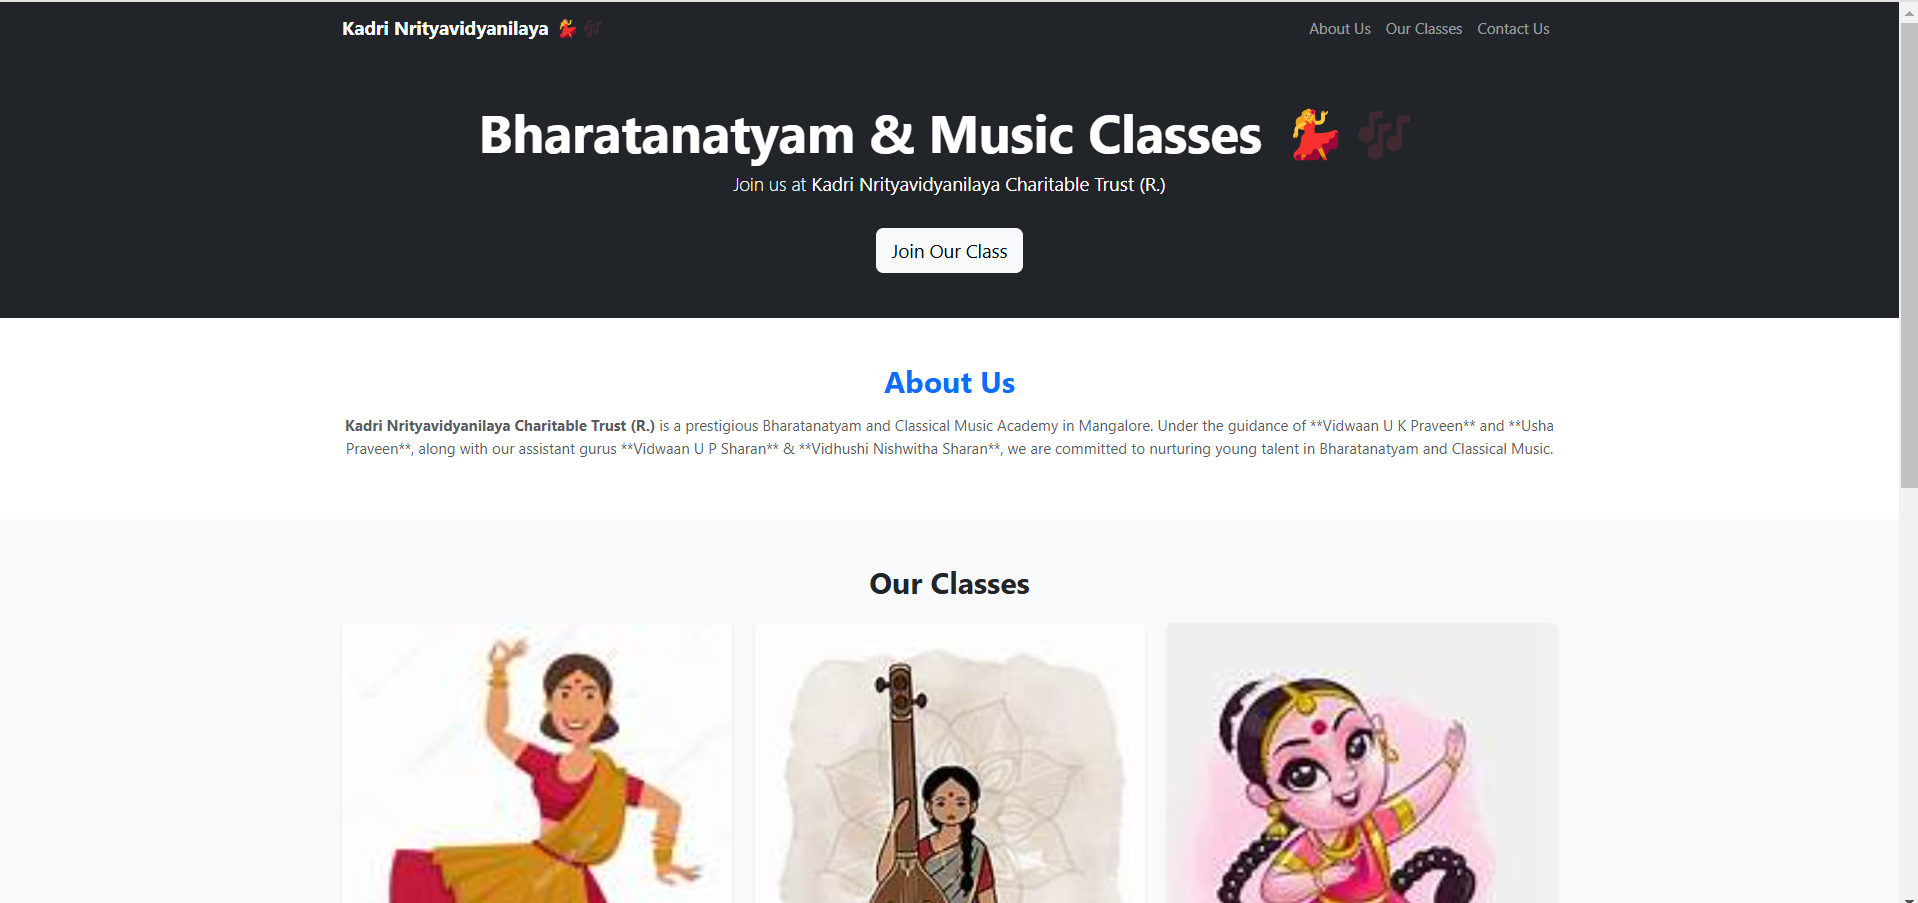 Kadri Nrityavidyanilaya 💃🎶
About Us Our Classes Contact Us
Bharatanatyam & Music Classes 💃🎶
Join us at Kadri Nrityavidyanilaya Charitable Trust (R.)
Join Our Class
About Us
Kadri Nrityavidyanilaya Charitable Trust (R.) is a prestigious Bharatanatyam and Classical Music Academy in Mangalore. Under the guidance of **Vidwaan U K Praveen** and **Usha
Praveen**, along with our assistant gurus **Vidwaan U P Sharan** & **Vidhushi Nishwitha Sharan**, we are committed to nurturing young talent in Bharatanatyam and Classical Music.
Our Classes